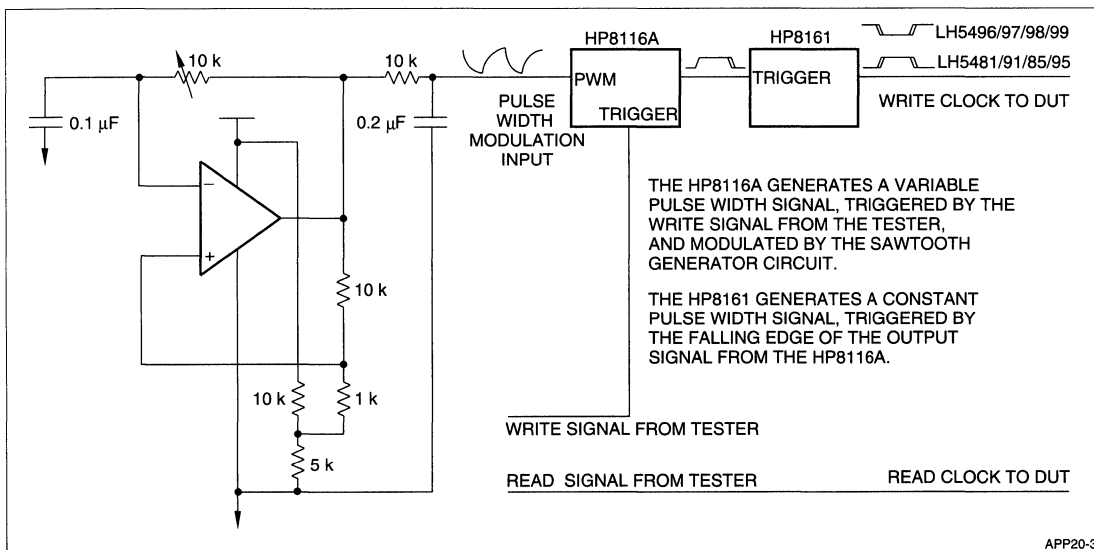 HP8116A
HP8161
LH5496/97/98/99
LH5481/91/85/95
10 k
10 k
PWM
TRIGGER
TRIGGER
WRITE CLOCK TO DUT
0.1 µF
0.2 µF
PULSE
WIDTH
MODULATION
INPUT
−
+
THE HP8116A GENERATES A VARIABLE
PULSE WIDTH SIGNAL, TRIGGERED BY THE
WRITE SIGNAL FROM THE TESTER,
AND MODULATED BY THE SAWTOOTH
GENERATOR CIRCUIT.
10 k
THE HP8161 GENERATES A CONSTANT
PULSE WIDTH SIGNAL, TRIGGERED BY
THE FALLING EDGE OF THE OUTPUT
SIGNAL FROM THE HP8116A.
10 k
1 k
5 k
WRITE SIGNAL FROM TESTER
READ SIGNAL FROM TESTER
READ CLOCK TO DUT
APP20-3